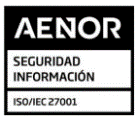 AENOR
SEGURIDAD
INFORMACIÓN
ISO/IEC 27001